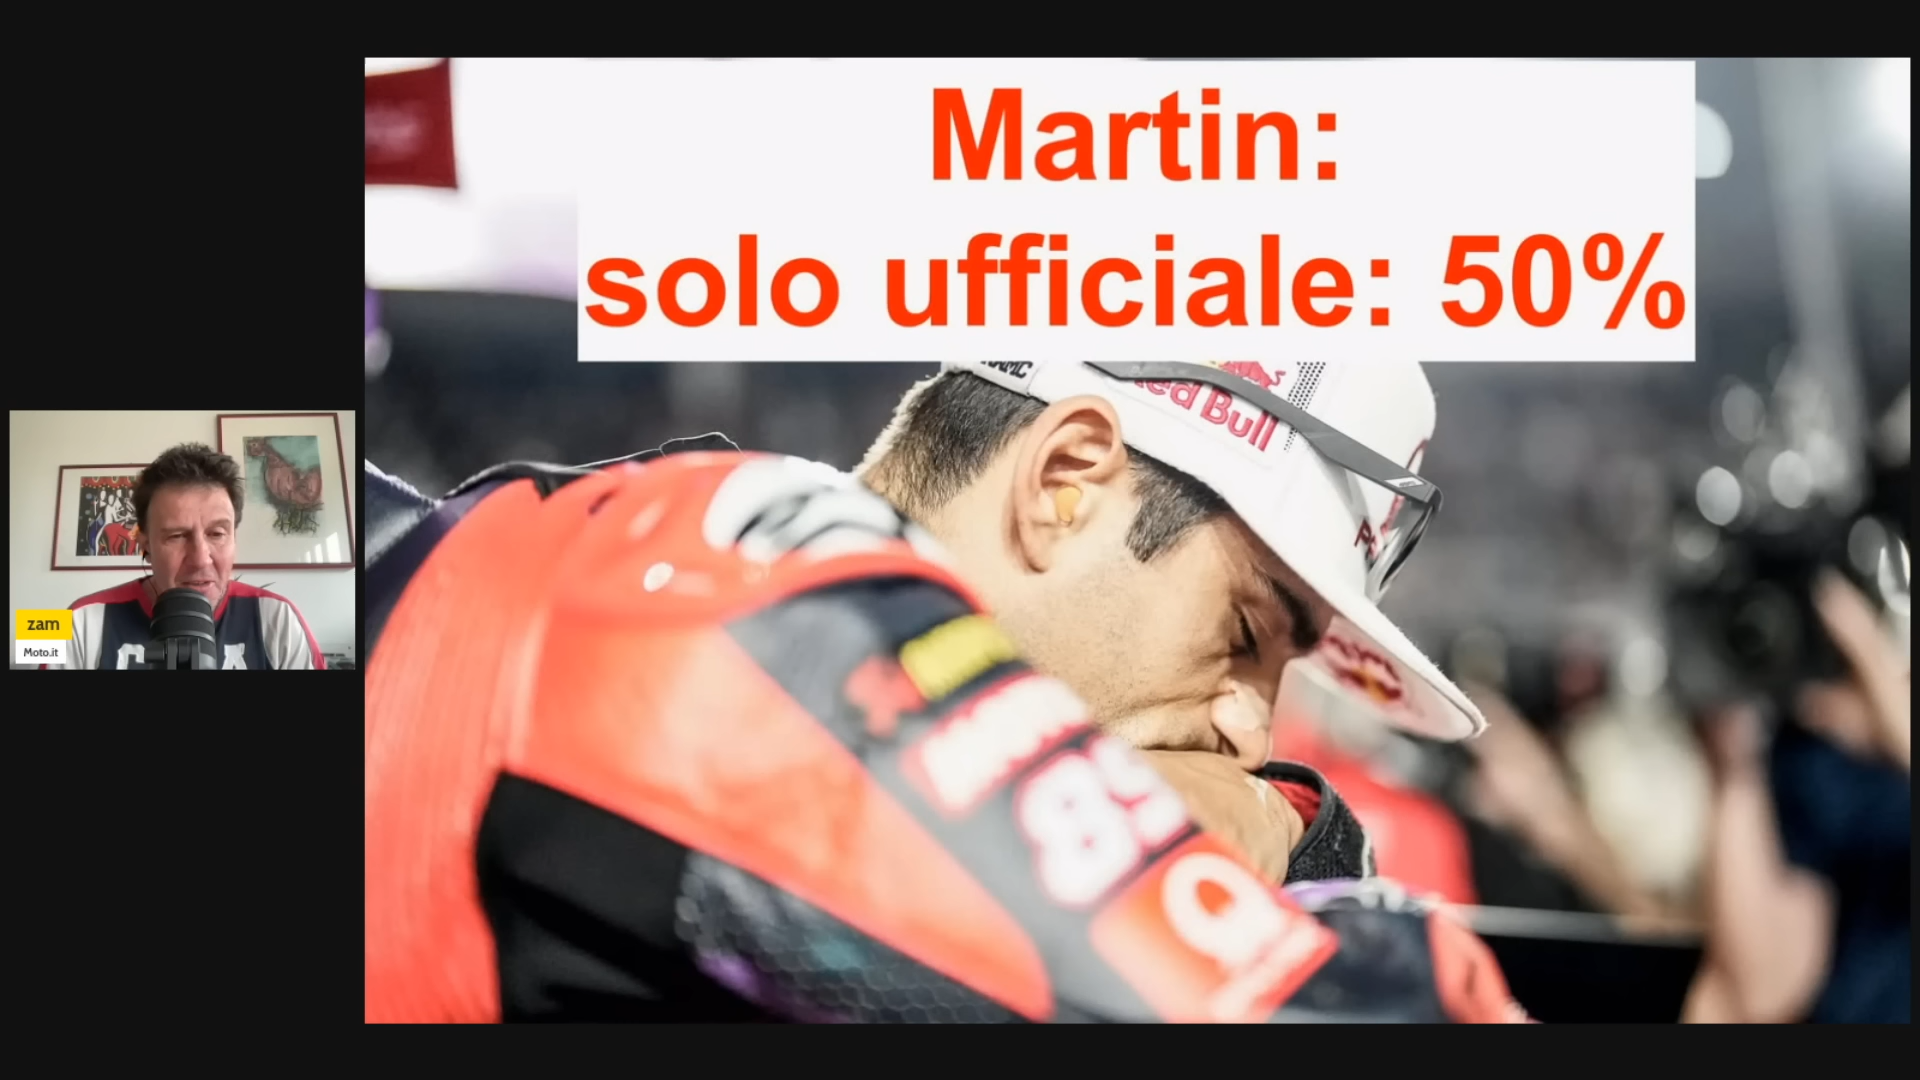 Martin:
solo ufficiale: 50%
Red Bull
89
zam
Moto.it